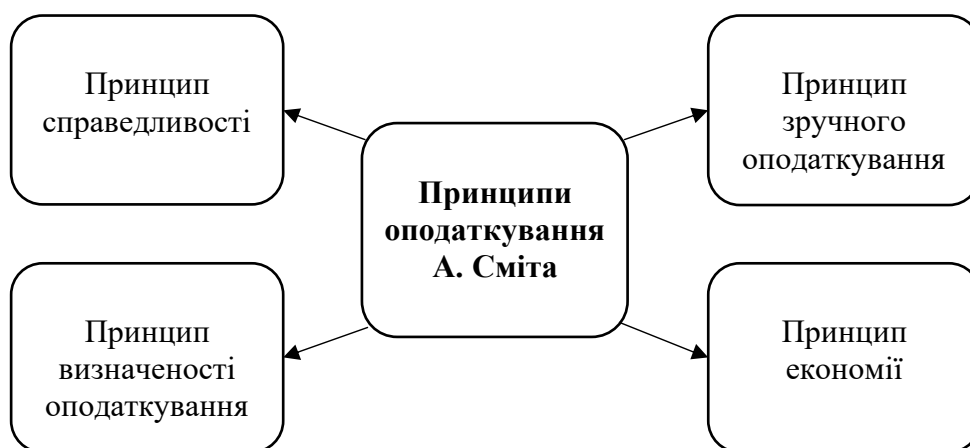 Принцип
справедливості
Принцип
зручного
оподаткування
Принципи
оподаткування
А. Сміта
Принцип
визначеності
оподаткування
Принцип
економії